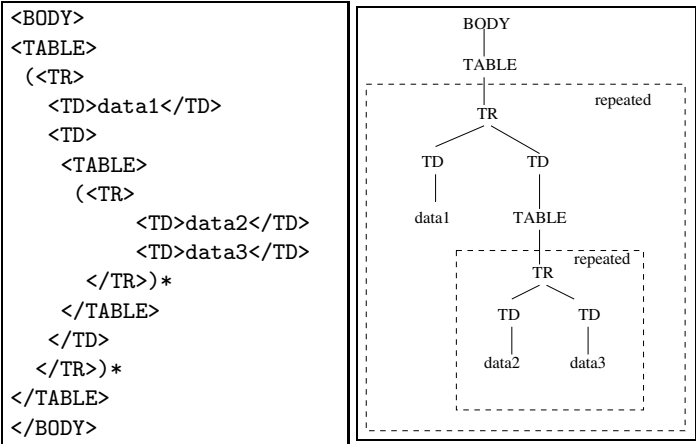 <BODY>
<TABLE>
(<TR>
<TD>data1</TD>
<TD>
<TABLE>
(<TR>
<TD>data2</TD>
<TD>data3</TD>
</TR>)*
</TABLE>
</TD>
</TR>)*
</TABLE>
</BODY>
BODY
TABLE
repeated
TR
TD TD
data1 TABLE
repeated
TR
TD TD
data2 data3